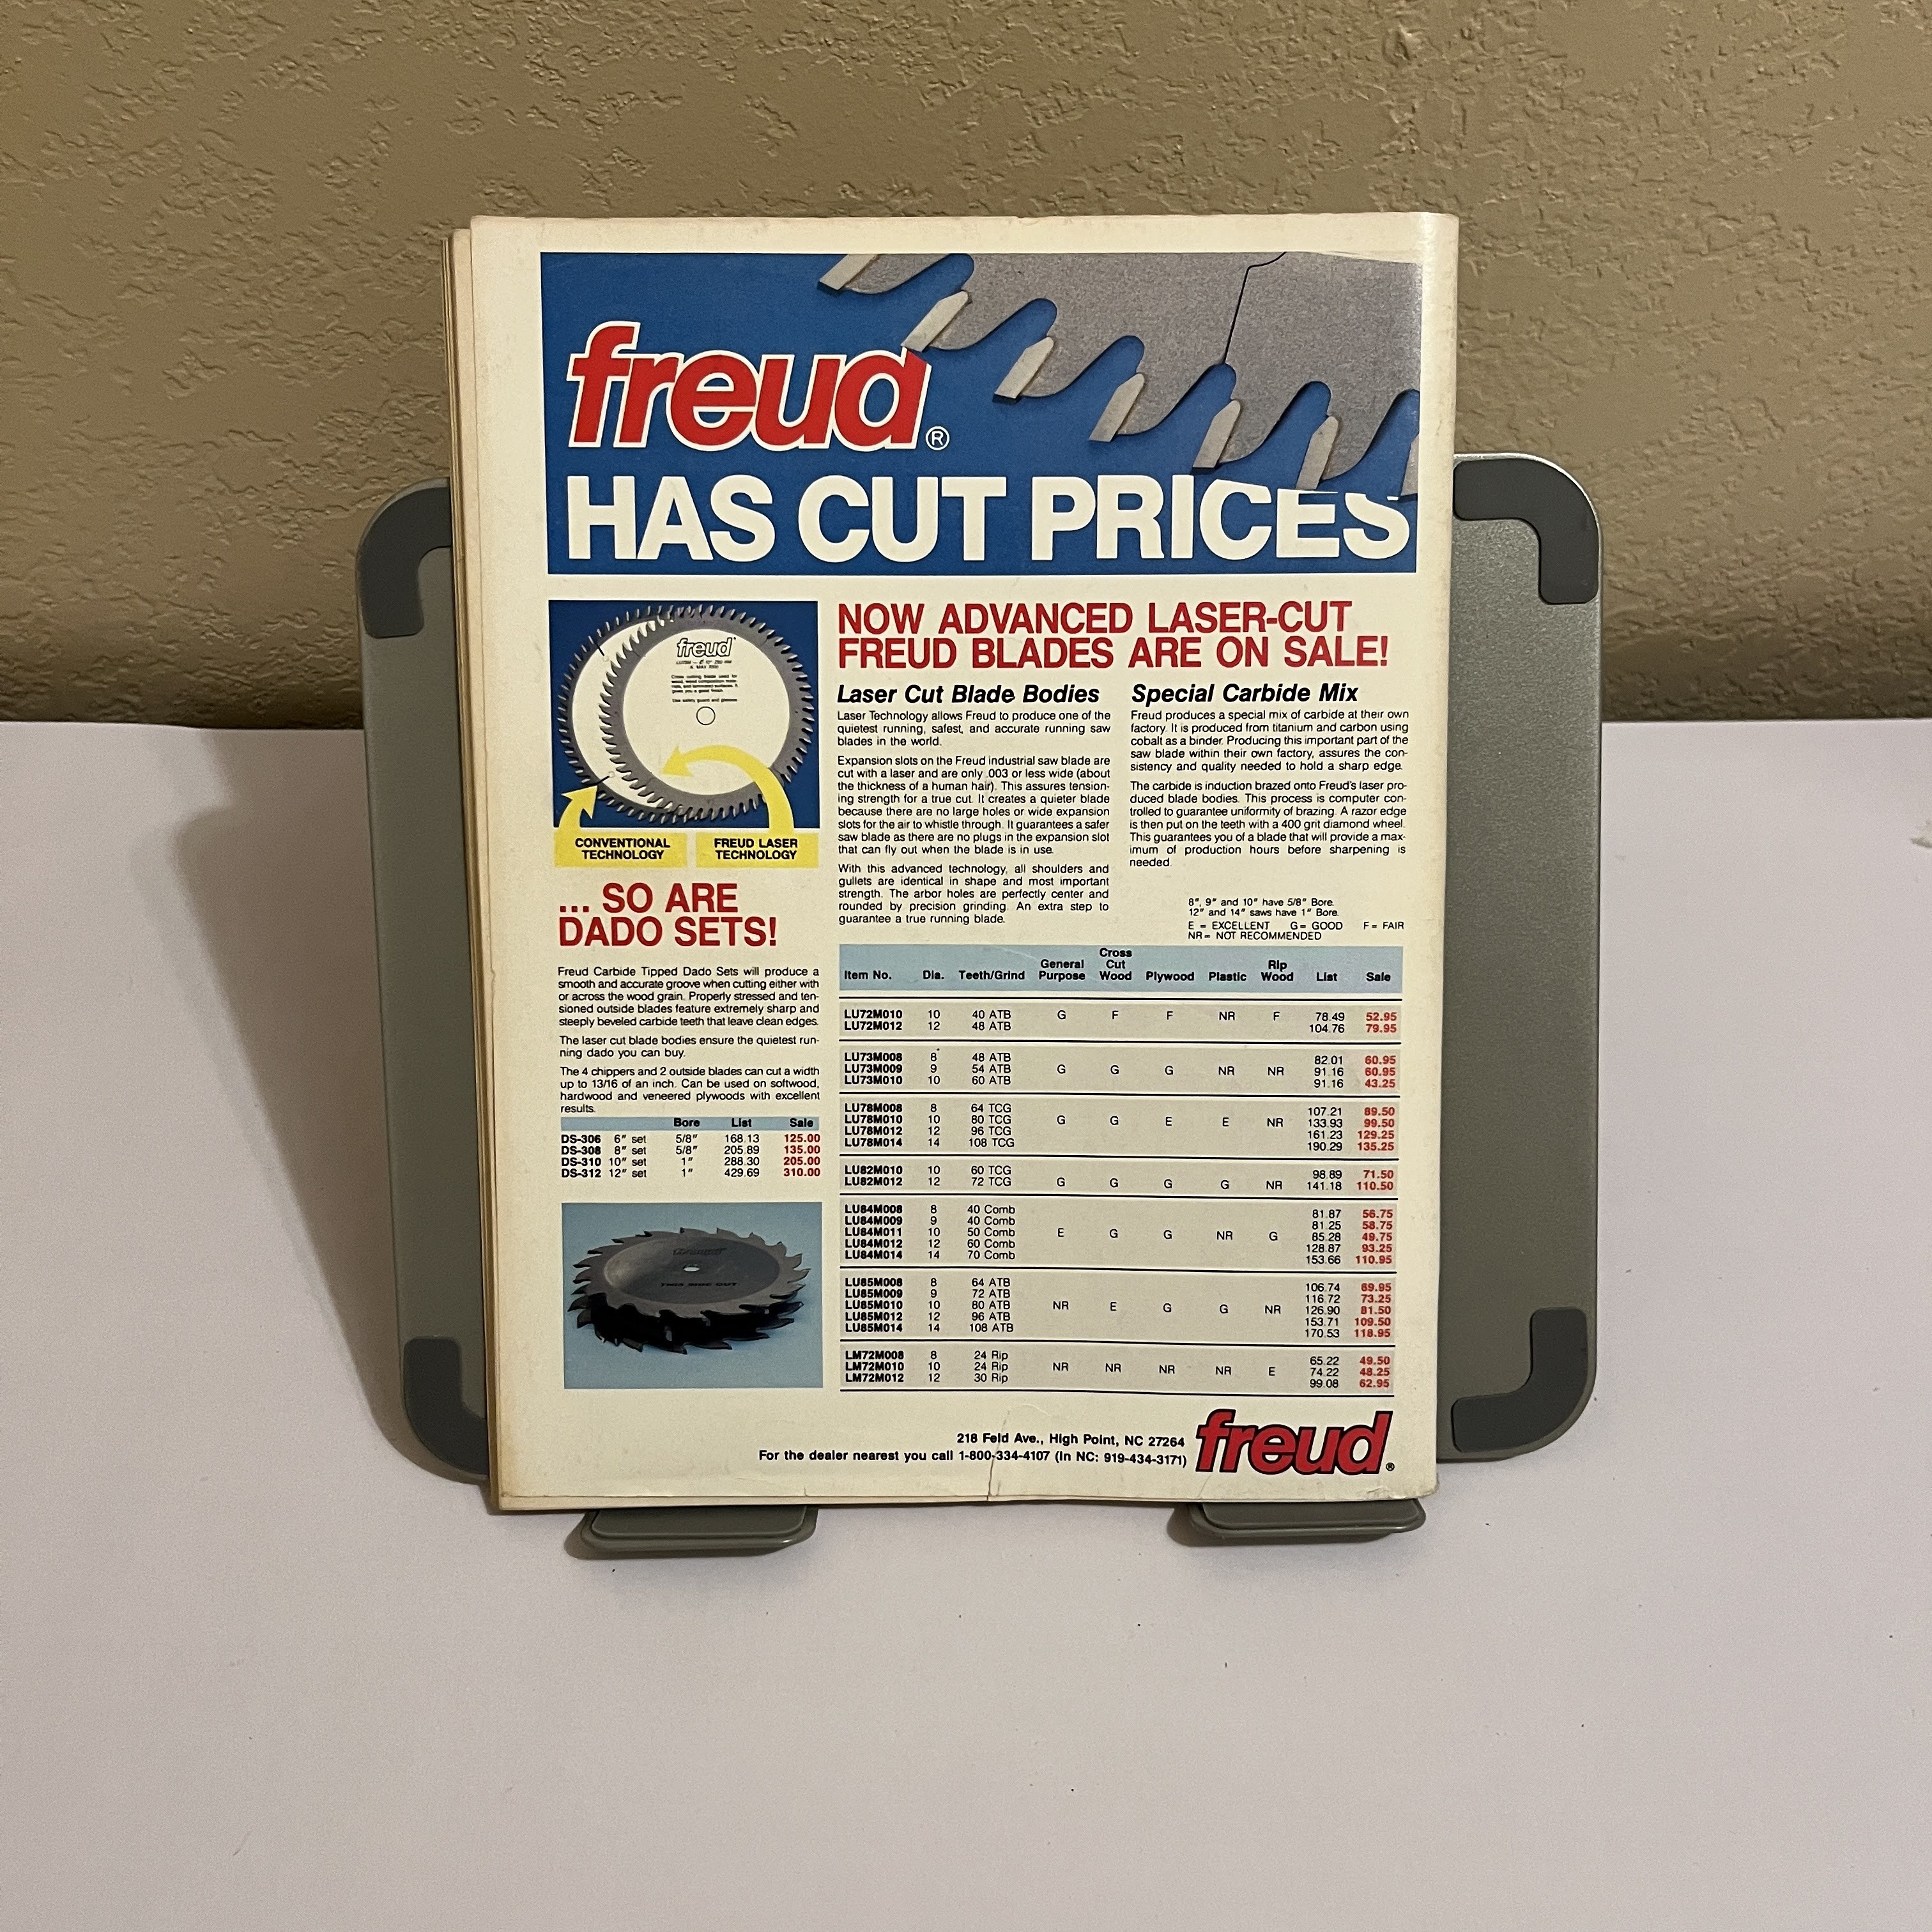 freud®
HAS CUT PRICES
freud
NOW ADVANCED LASER-CUT
FREUD BLADES ARE ON SALE!
Laser Cut Blade Bodies
Laser Technology allows Freud to produce one of the
quietest running, safest, and accurate running saw
blades in the world.
Expansion slots on the Freud industrial saw blade are
cut with a laser and are only .003 or less wide (about
the thickness of a human hair). This assures tension-
ing strength for a true cut. It creates a quieter blade
because there are no large holes or wide expansion
slots for the air to whistle through. It guarantees a safer
saw blade as there are no plugs in the expansion slot
that can fly out when the blade is in use.
With this advanced technology, all shoulders and
gullets are identical in shape and most important
strength. The arbor holes are perfectly center and
rounded by precision grinding. An extra step to
guarantee a true running blade.
Special Carbide Mix
Freud produces a special mix of carbide at their own
factory. It is produced from titanium and carbon using
cobalt as a binder. Producing this important part of the
saw blade within their own factory, assures the con-
sistency and quality needed to hold a sharp edge.
The carbide is induction brazed onto Freud's laser pro-
duced blade bodies. This process is computer con-
trolled to guarantee uniformity of brazing. A razor edge
is then put on the teeth with a 400 grit diamond wheel.
This guarantees you of a blade that will provide a max-
imum of production hours before sharpening is
needed.
CONVENTIONAL
TECHNOLOGY
FREUD LASER
TECHNOLOGY
... SO ARE
DADO SETS!
Freud Carbide Tipped Dado Sets will produce a
smooth and accurate groove when cutting either with
or across the wood grain. Properly stressed and ten-
sioned outside blades feature extremely sharp and
steeply beveled carbide teeth that leave clean edges.
The laser cut blade bodies ensure the quietest run-
ning dado you can buy.
The 4 chippers and 2 outside blades can cut a width
up to 13/16 of an inch. Can be used on softwood,
hardwood and veneered plywoods with excellent
results.
Bore List Sale
DS-306 6" set 5/8" 168.13 125.00
DS-308 8" set 5/8" 205.89 135.00
DS-310 10" set 1" 288.30 205.00
DS-312 12" set 1" 429.69 310.00
8", 9" and 10" have 5/8" Bore.
12" and 14" saws have 1" Bore.
E = EXCELLENT G = GOOD F = FAIR
NR = NOT RECOMMENDED
Item No. Dia. Teeth/Grind General Purpose Cross Cut Wood Plywood Plastic Rip Wood List Sale
LU72M010 10 40 ATB G F F NR F 78.49 52.95
LU72M012 12 48 ATB 104.76 79.95
LU73M008 8 48 ATB 82.01 60.95
LU73M009 9 54 ATB G G G NR NR 91.16 60.95
LU73M010 10 60 ATB 91.16 43.25
LU78M008 8 64 TCG 107.21 89.50
LU78M010 10 80 TCG G G E E NR 133.93 99.50
LU78M012 12 96 TCG 161.23 129.25
LU78M014 14 108 TCG 190.29 135.25
LU82M010 10 60 TCG 98.89 71.50
LU82M012 12 72 TCG G G G G NR 141.18 110.50
LU84M008 8 40 Comb 81.87 56.75
LU84M009 9 40 Comb 81.25 58.75
LU84M011 10 50 Comb E G G NR G 85.28 49.75
LU84M012 12 60 Comb 128.87 93.25
LU84M014 14 70 Comb 153.66 110.95
LU85M008 8 64 ATB 106.74 69.95
LU85M009 9 72 ATB 116.72 73.25
LU85M010 10 80 ATB NR E G G NR 126.90 81.50
LU85M012 12 96 ATB 153.71 109.50
LU85M014 14 108 ATB 170.53 118.95
LM72M008 8 24 Rip 65.22 49.50
LM72M010 10 24 Rip NR NR NR NR E 74.22 48.25
LM72M012 12 30 Rip 99.08 62.95
218 Feld Ave., High Point, NC 27264
For the dealer nearest you call 1-800-334-4107 (In NC: 919-434-3171)
freud®